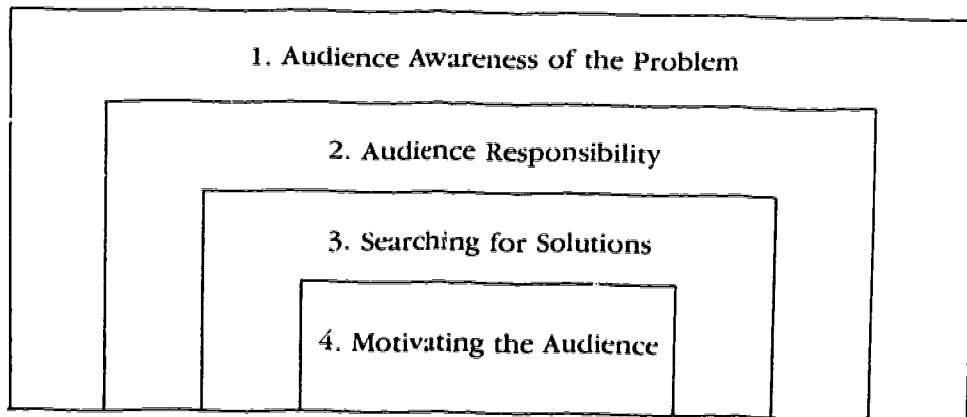 1. Audience Awareness of the Problem
2. Audience Responsibility
3. Searching for Solutions
4. Motivating the Audience